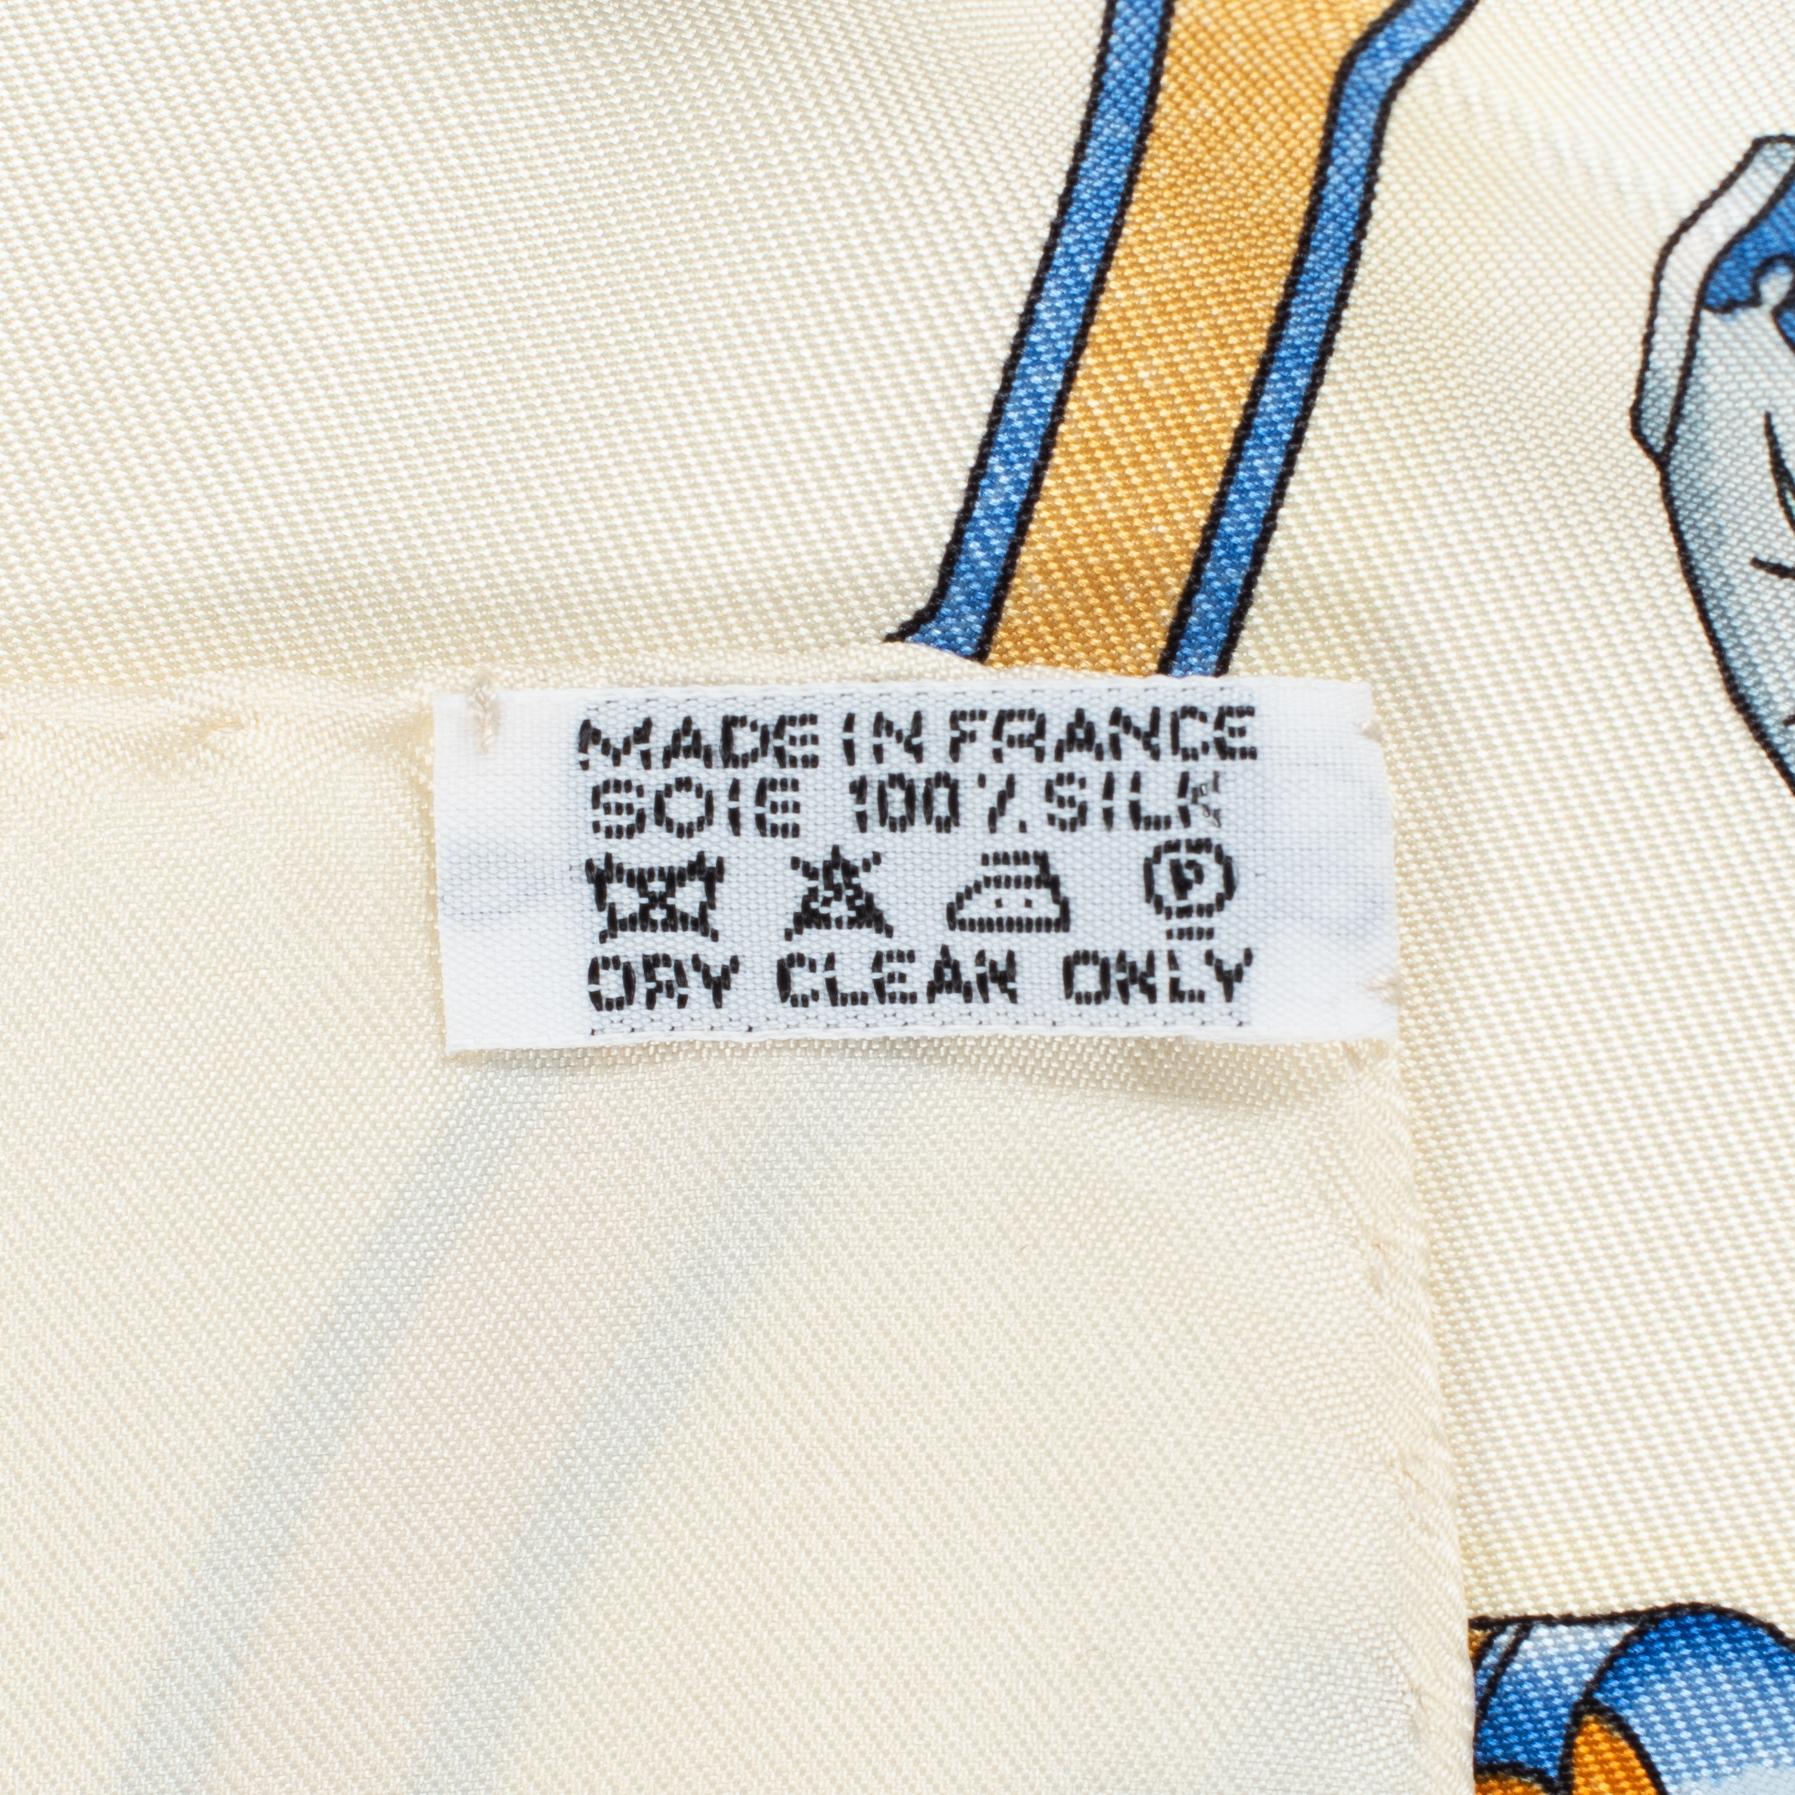 MADE IN FRANCE
SOIE 100% SILK
P
DRY CLEAN ONLY